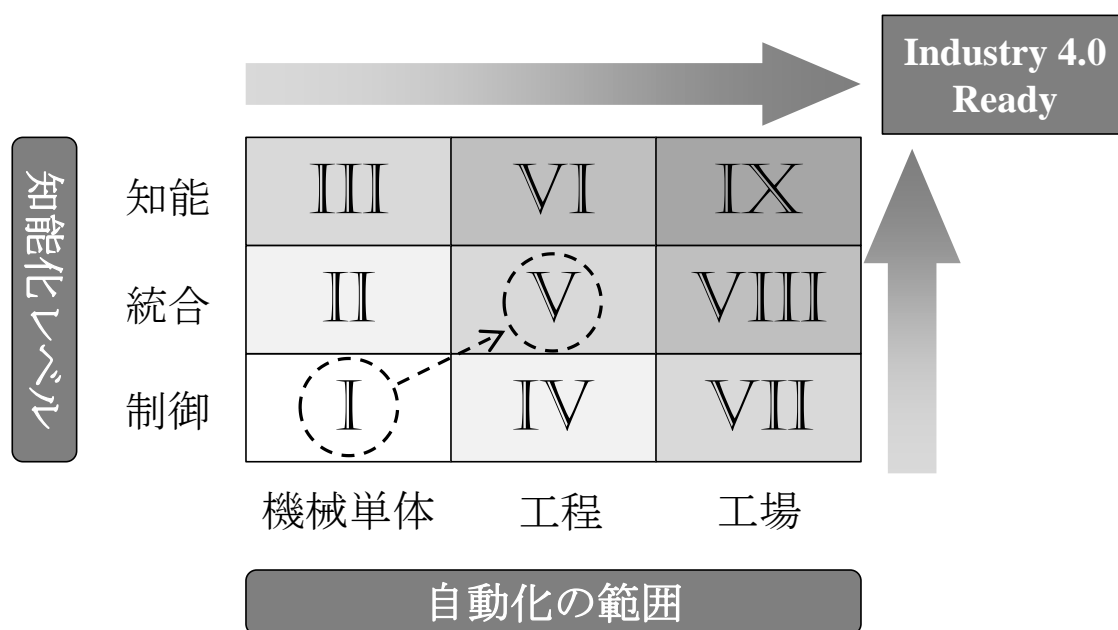 Industry 4.0
Ready
知能化レベル
知能
III
VI
IX
統合
II
V
VIII
制御
I
IV
VII
機械単体
工程
工場
自動化の範囲